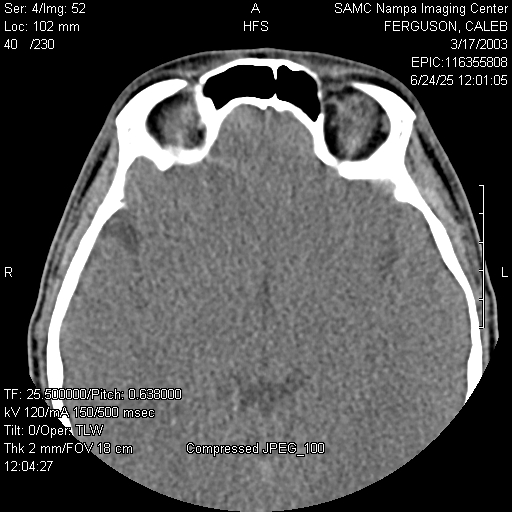 Ser: 4/Img: 52
Loc: 102 mm
40 /230
A
HFS
SAMC Nampa Imaging Center
FERGUSON, CALEB
3/17/2003
EPIC:116355808
6/24/25 12:01:05
R
L
TF: 25.500000/Pitch: 0.638000
kV 120/mA 150/500 msec
Tilt: 0/Oper: TLW
Thk 2 mm/FOV 18 cm
12:04:27
Compressed JPEG_100